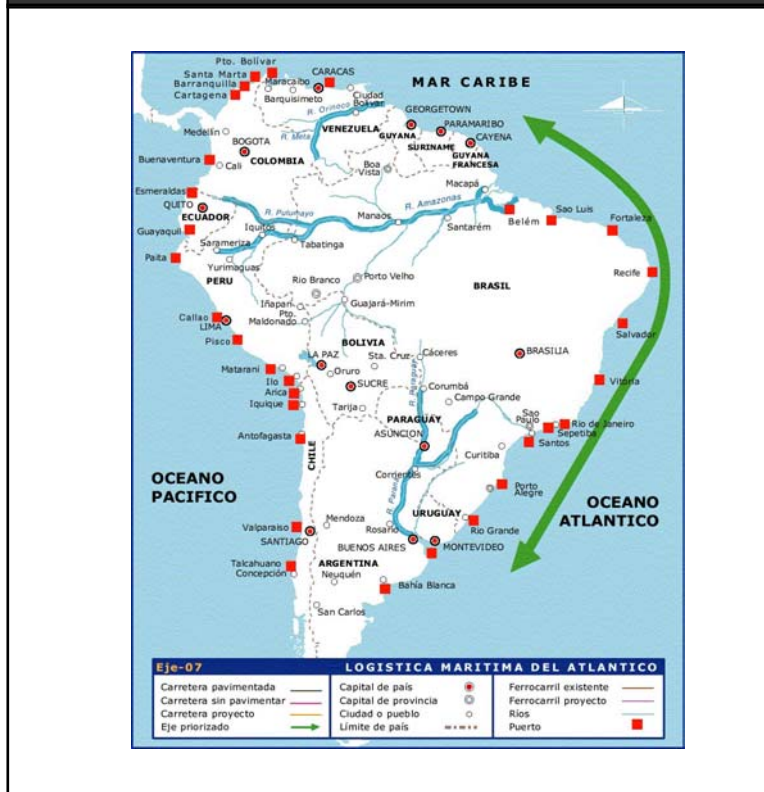 Pto. Bolívar
Santa Marta
Barranquilla
Cartagena
Maracaibo
CARACAS
MAR CARIBE
Barquisimeto
Ciudad
Bolívar
R. Orinoco
R. Meta
VENEZUELA
GEORGETOWN
PARAMARIBO
CAYENA
GUYANA
SURINAME
GUYANA
FRANCESA
Medellín
BOGOTA
COLOMBIA
Buenaventura
Cali
Boa
Vista
Macapá
Esmeraldas
QUITO
ECUADOR
R. Putumayo
R. Amazonas
Iquitos
Manaos
Santarém
Belém
Sao Luis
Fortaleza
Guayaquil
Sarameriza
Tabatinga
Paita
Yurimaguas
PERU
Rio Branco
Porto Velho
BRASIL
Recife
Iñapari
Guajará-Mirim
Pto.
Maldonado
Callao
LIMA
Pisco
Salvador
BOLIVIA
LA PAZ
Sta. Cruz
Cáceres
BRASILIA
Matarani
Oruro
Ilo
Arica
SUCRE
R. Paraguay
Corumbá
Vitoria
Iquique
Tarija
Campo Grande
PARAGUAY
ASUNCION
Sao
Paulo
Rio de Janeiro
Sepetiba
Santos
Antofagasta
CHILE
Curitiba
OCEANO
PACIFICO
Corrientes
R. Paraná
Porto
Alegre
OCEANO
ATLANTICO
URUGUAY
Rio Grande
Valparaiso
Mendoza
Rosario
SANTIAGO
BUENOS AIRES
MONTEVIDEO
Talcahuano
Concepción
ARGENTINA
Neuquén
Bahía Blanca
San Carlos
Eje-07
LOGISTICA MARITIMA DEL ATLANTICO
Carretera pavimentada
Carretera sin pavimentar
Carretera proyecto
Eje priorizado
Capital de país
Capital de provincia
Ciudad o pueblo
Límite de país
Ferrocarril existente
Ferrocarril proyecto
Ríos
Puerto